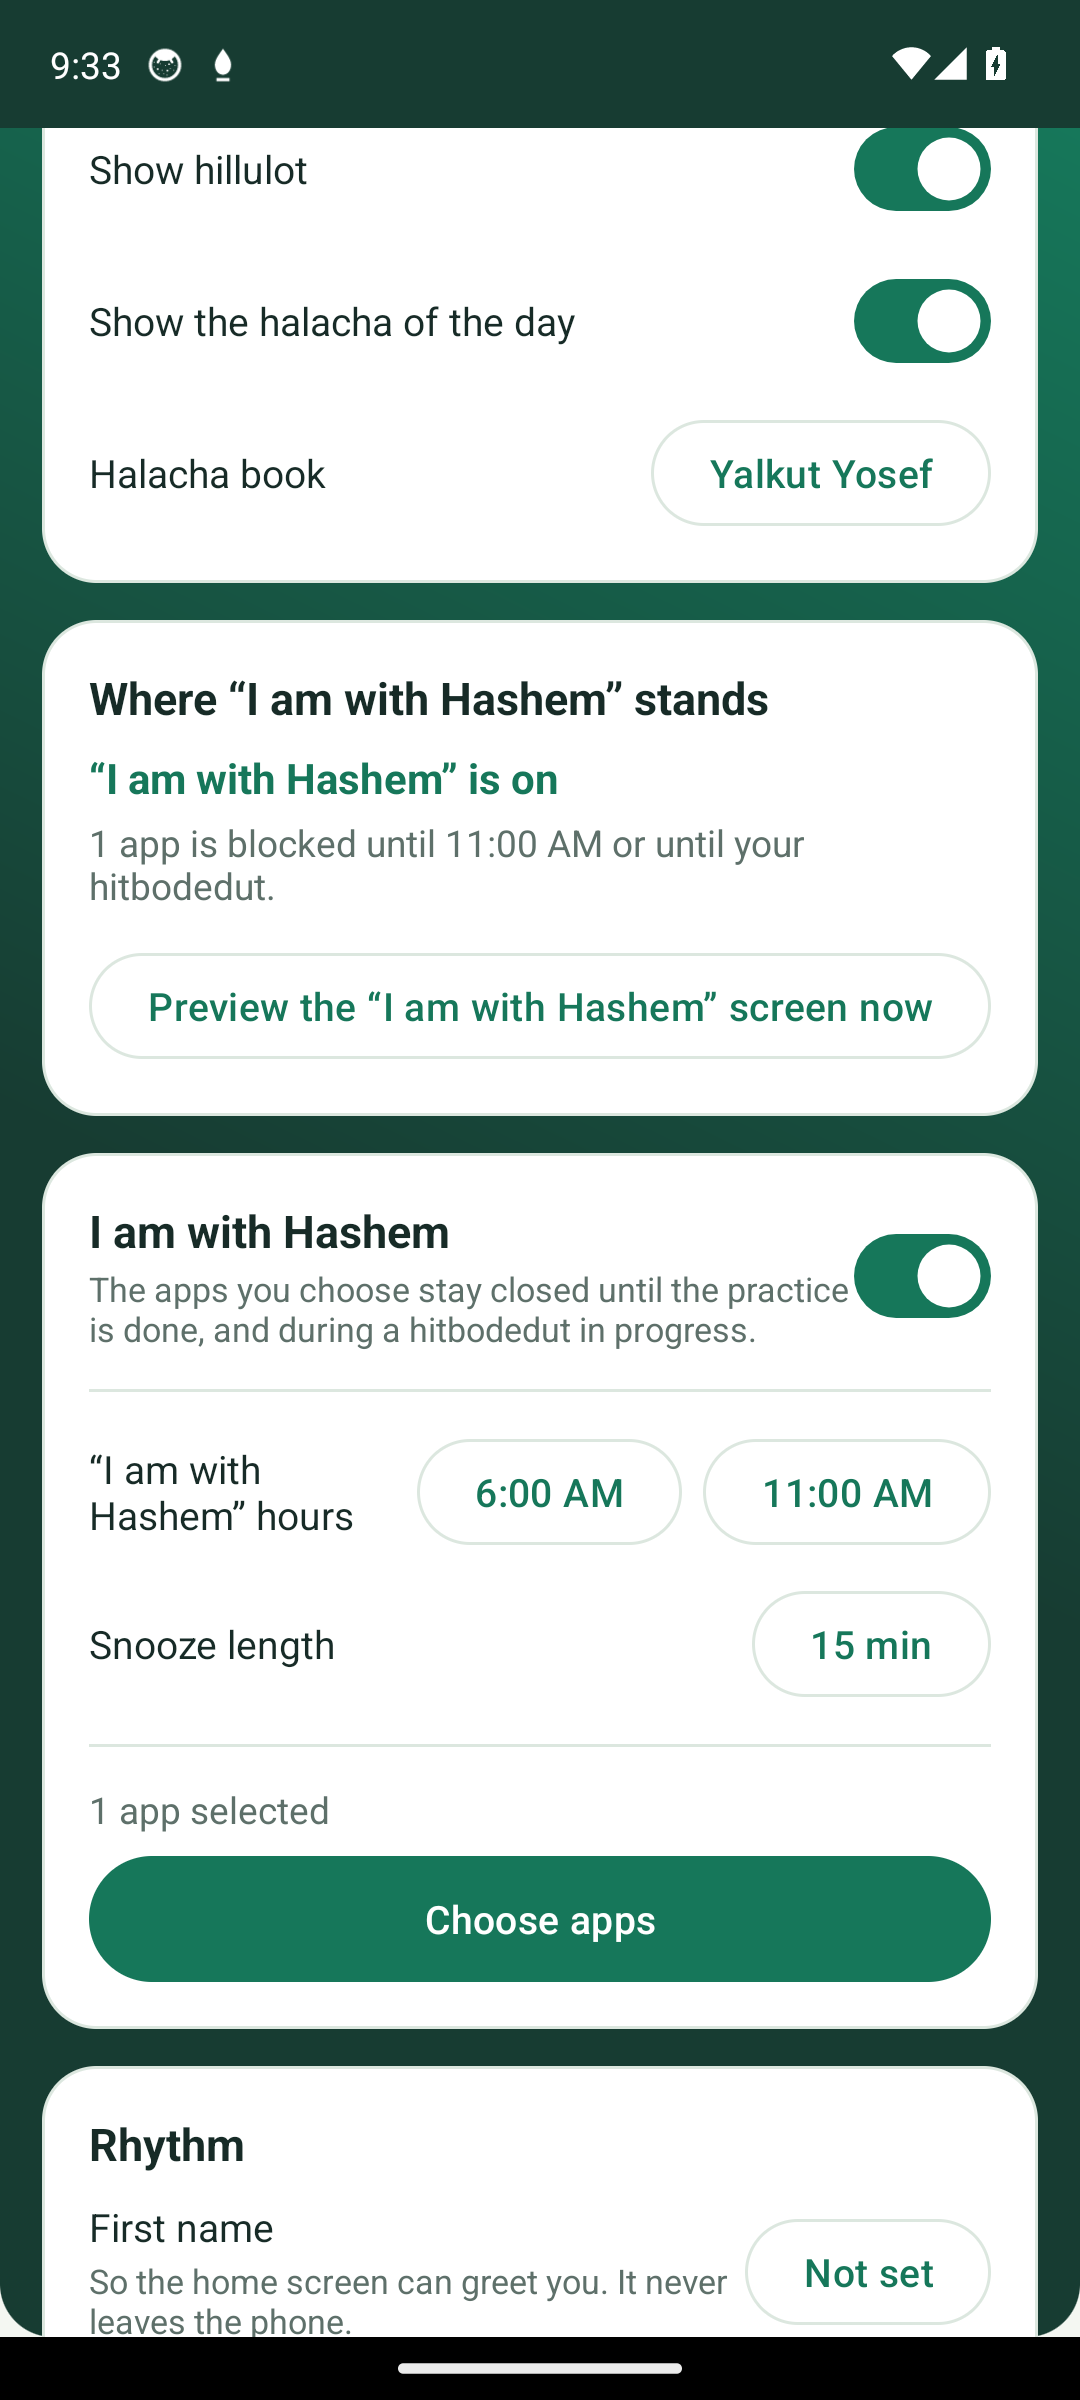 9:33
Show hillulot
Show the halacha of the day
Halacha book
Yalkut Yosef
Where “I am with Hashem” stands
“I am with Hashem” is on
1 app is blocked until 11:00 AM or until your
hitbodedut.
Preview the “I am with Hashem” screen now
I am with Hashem
The apps you choose stay closed until the practice
is done, and during a hitbodedut in progress.
“I am with
Hashem” hours
6:00 AM
11:00 AM
Snooze length
15 min
1 app selected
Choose apps
Rhythm
First name
So the home screen can greet you. It never
leaves the phone.
Not set